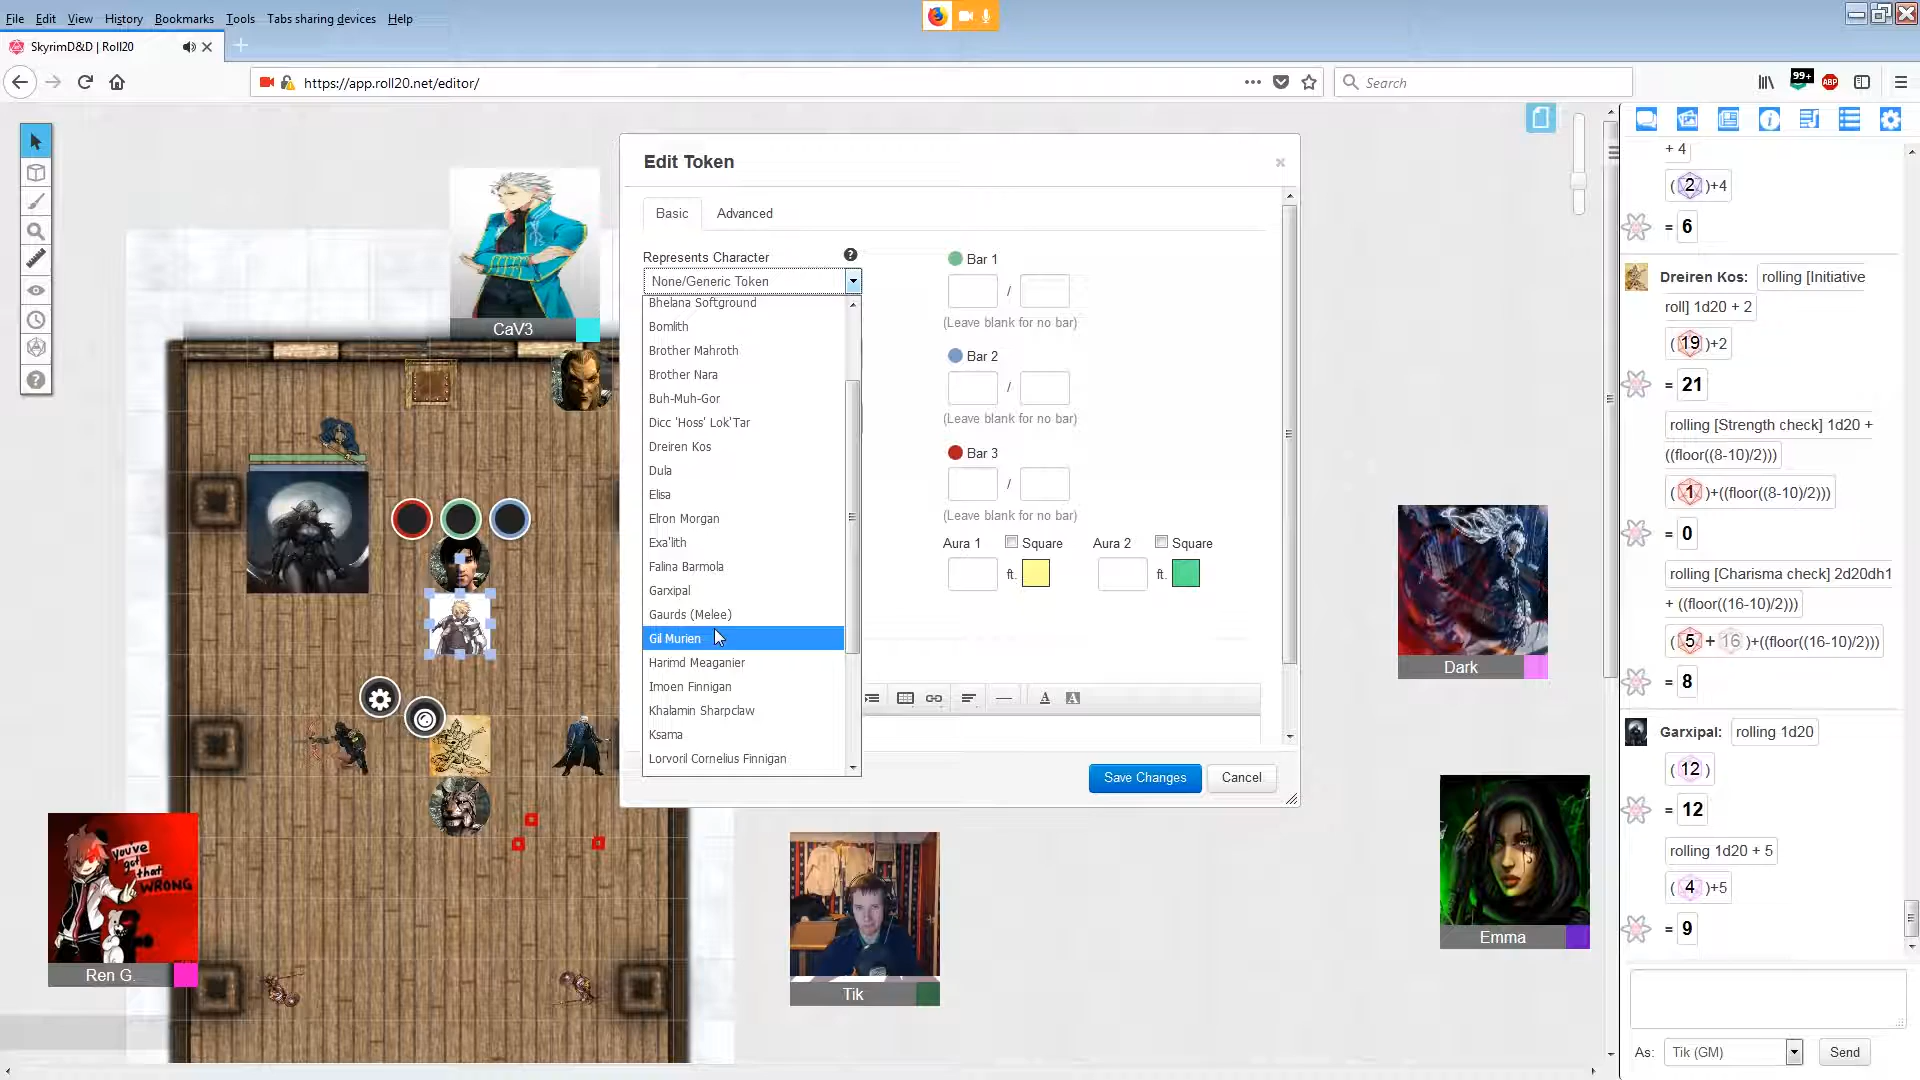 File Edit View History Bookmarks Tools Tabs sharing devices Help
SkyrimD&D | Roll20
https://app.roll20.net/editor/
Search
99+
ABP
Edit Token
Basic Advanced
Represents Character
None/Generic Token
Bhelana Softground
Bomlith
Brother Mahroth
Brother Nara
Buh-Muh-Gor
Dicc 'Hoss' Lok'Tar
Dreiren Kos
Dula
Elisa
Elron Morgan
Exa'lith
Falina Barmola
Garxipal
Gaurds (Melee)
Gil Murien
Harimd Meaganier
Imoen Finnigan
Khalamin Sharpclaw
Ksama
Lorvoril Cornelius Finnigan
Bar 1
/
(Leave blank for no bar)
Bar 2
/
(Leave blank for no bar)
Bar 3
/
(Leave blank for no bar)
Aura 1 Square Aura 2 Square
ft. ft.
Save Changes Cancel
CaV3
you've
got
that
WRONG
Ren G.
Tik
Dark
Emma
+ 4
(2)+4
= 6
Dreiren Kos: rolling [Initiative
roll] 1d20 + 2
(19)+2
= 21
rolling [Strength check] 1d20 +
((floor((8-10)/2)))
(1)+((floor((8-10)/2)))
= 0
rolling [Charisma check] 2d20dh1
+ ((floor((16-10)/2)))
(5 + 16)+((floor((16-10)/2)))
= 8
Garxipal: rolling 1d20
(12)
= 12
rolling 1d20 + 5
(4)+5
= 9
As: Tik (GM) Send